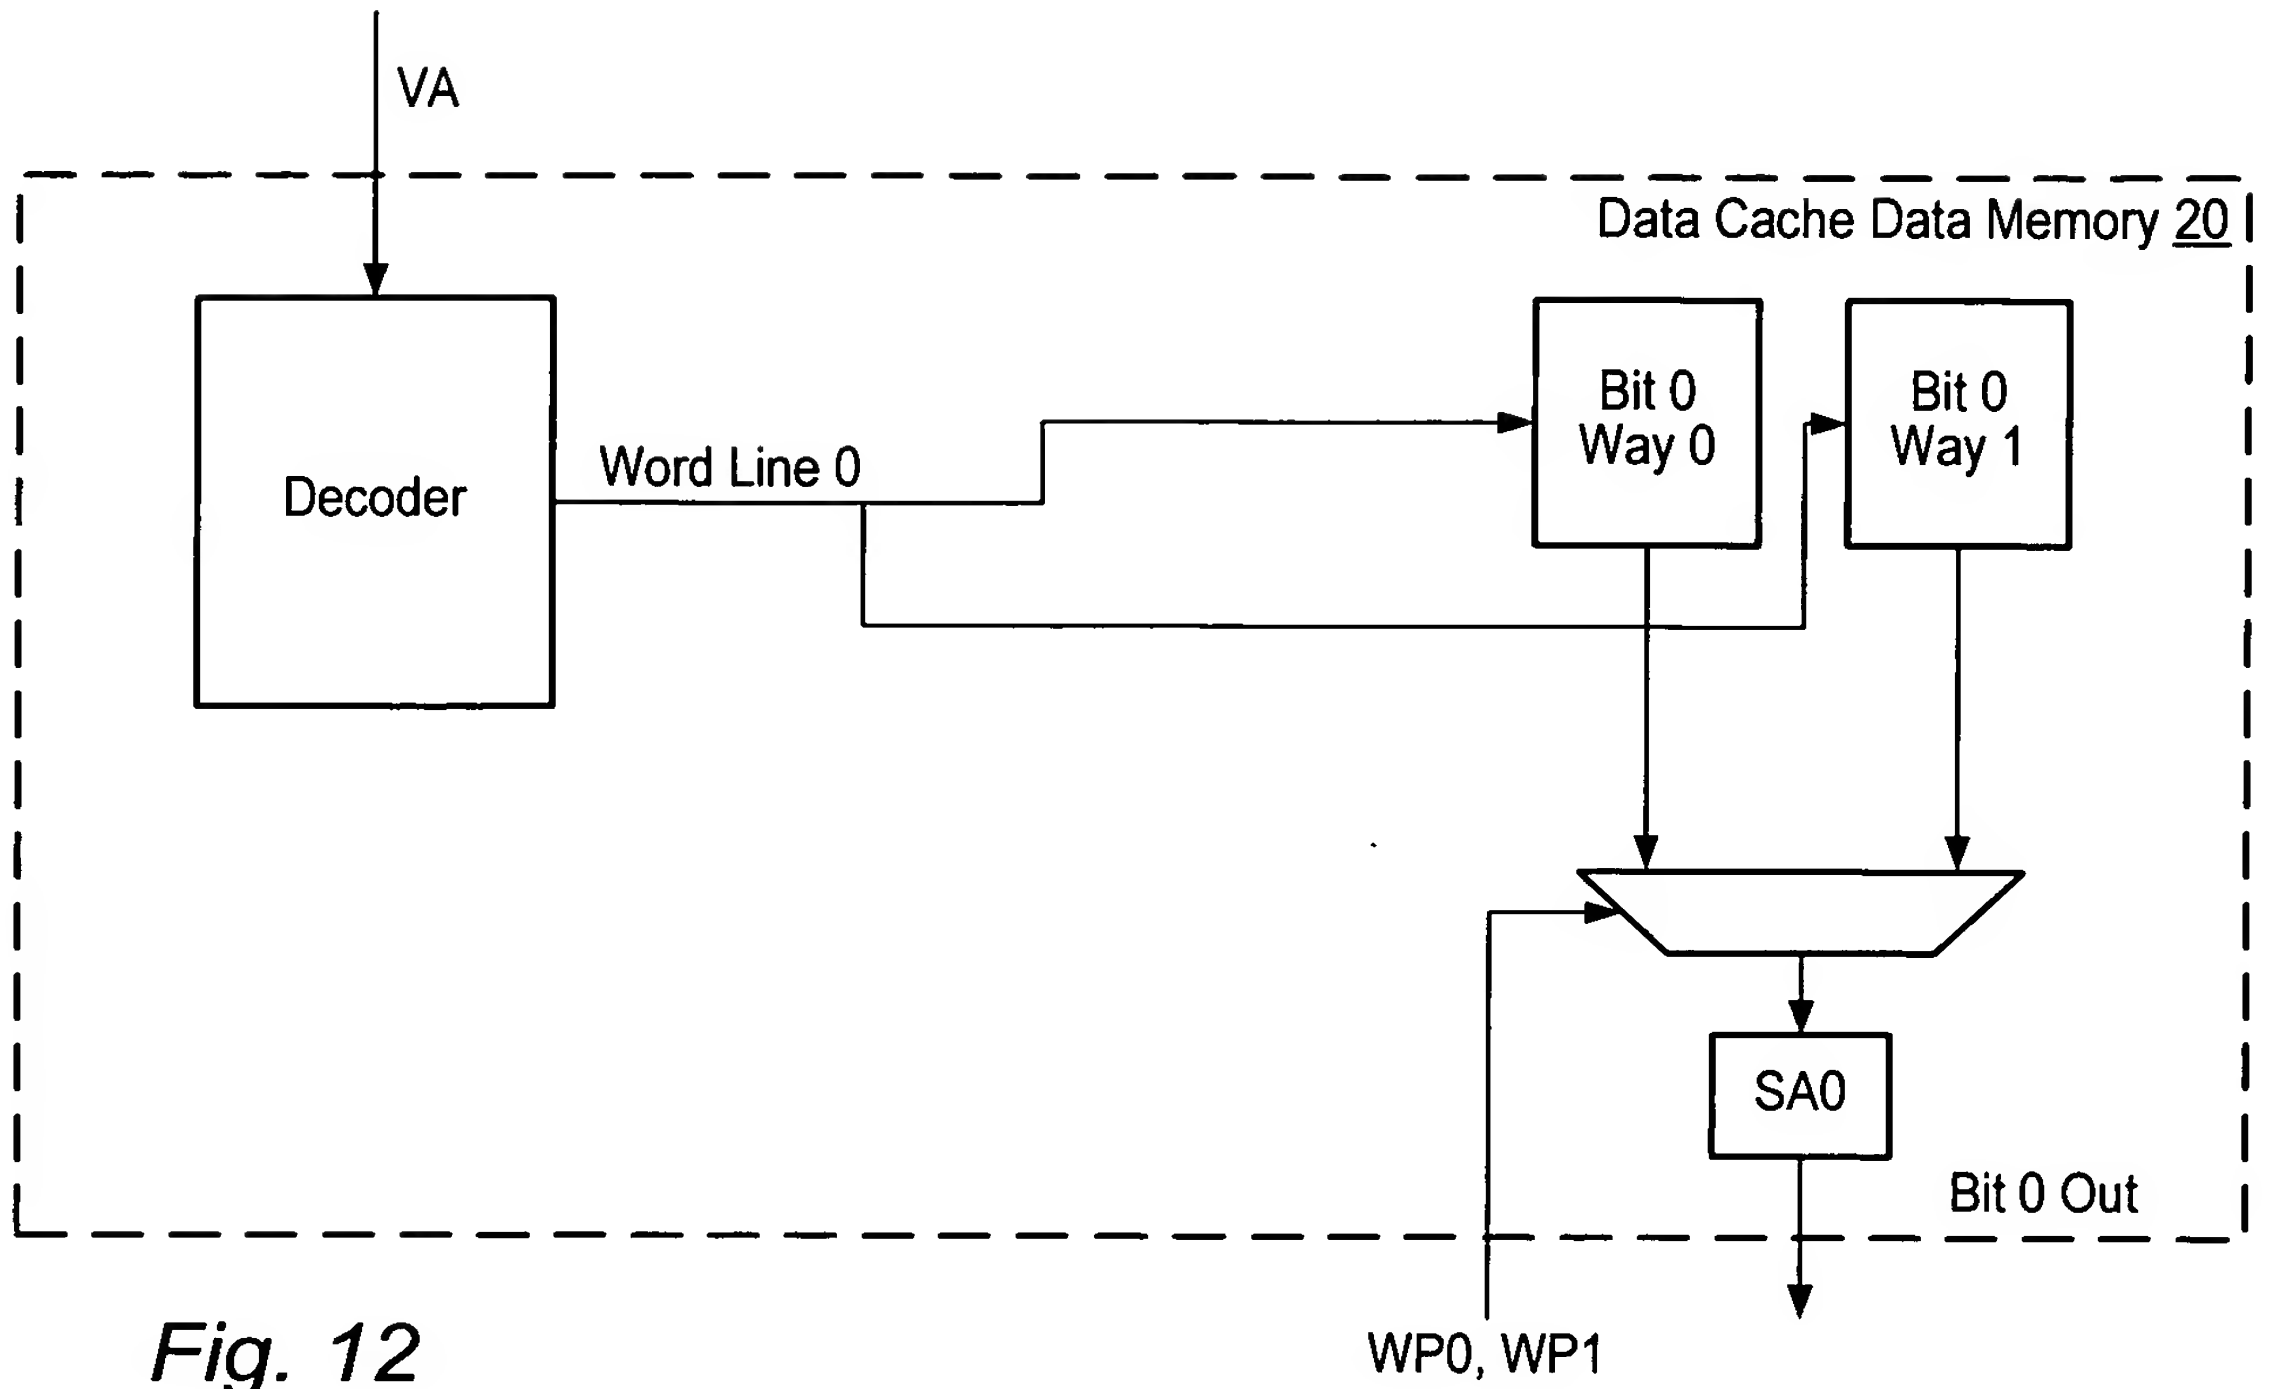 VA
Data Cache Data Memory 20
Decoder
Word Line 0
Bit 0
Way 0
Bit 0
Way 1
SA0
Bit 0 Out
WP0, WP1
Fig. 12